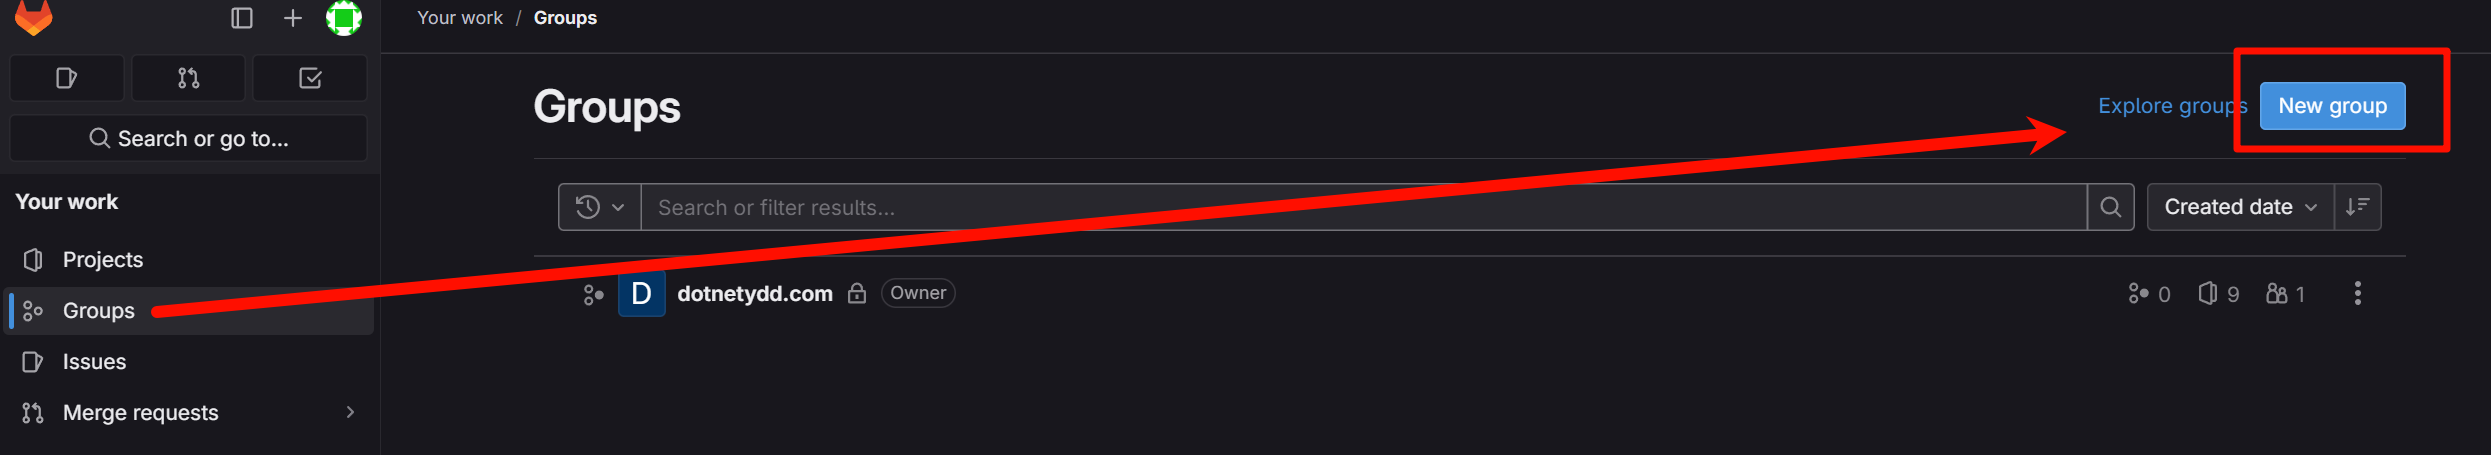 Your work / Groups
Search or go to...
Your work
Projects
Groups
Issues
Merge requests
Groups
Explore groups
New group
Search or filter results...
Created date
D dotnetydd.com Owner
0 9 1